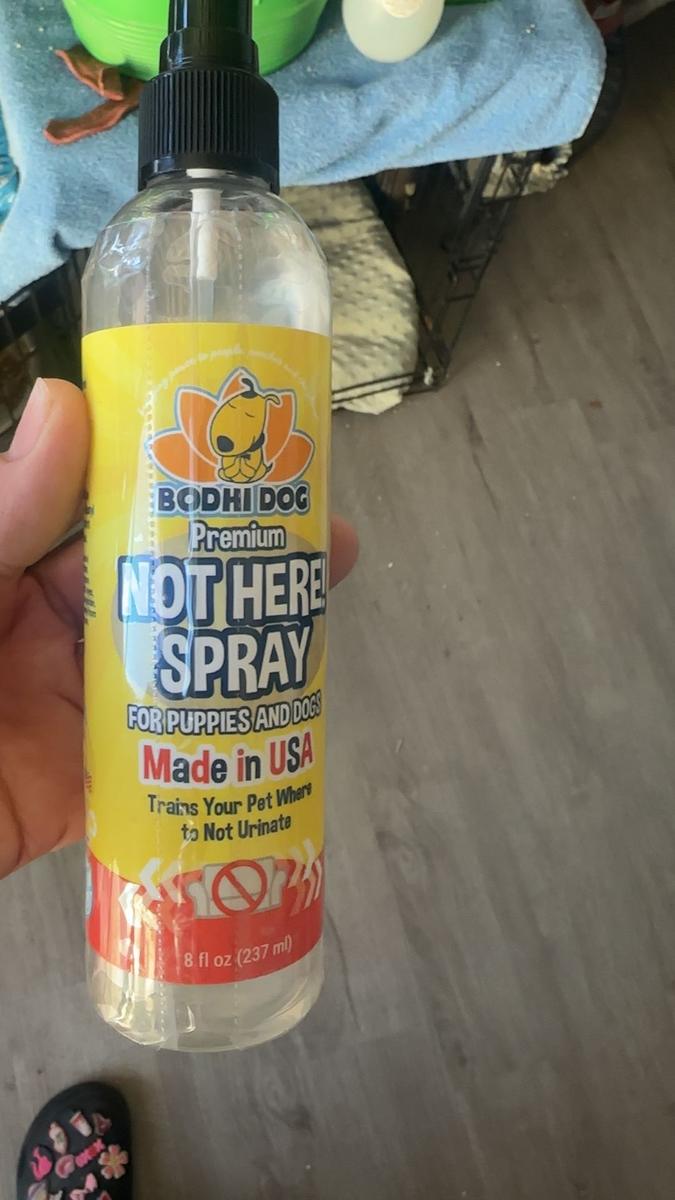 BODHI DOG
Premium
NOT HERE!
SPRAY
FOR PUPPIES AND DOGS
Made in USA
Trains Your Pet Where
to Not Urinate
8 fl oz (237 ml)